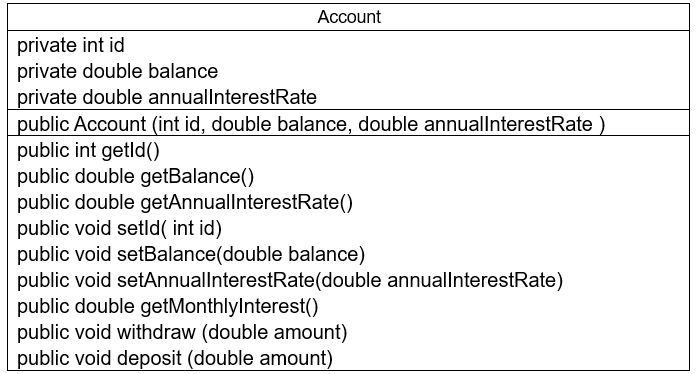 Account
private int id
private double balance
private double annualInterestRate
public Account (int id, double balance, double annualInterestRate )
public int getId()
public double getBalance()
public double getAnnualInterestRate()
public void setId( int id)
public void setBalance(double balance)
public void setAnnualInterestRate(double annualInterestRate)
public double getMonthlyInterest()
public void withdraw (double amount)
public void deposit (double amount)